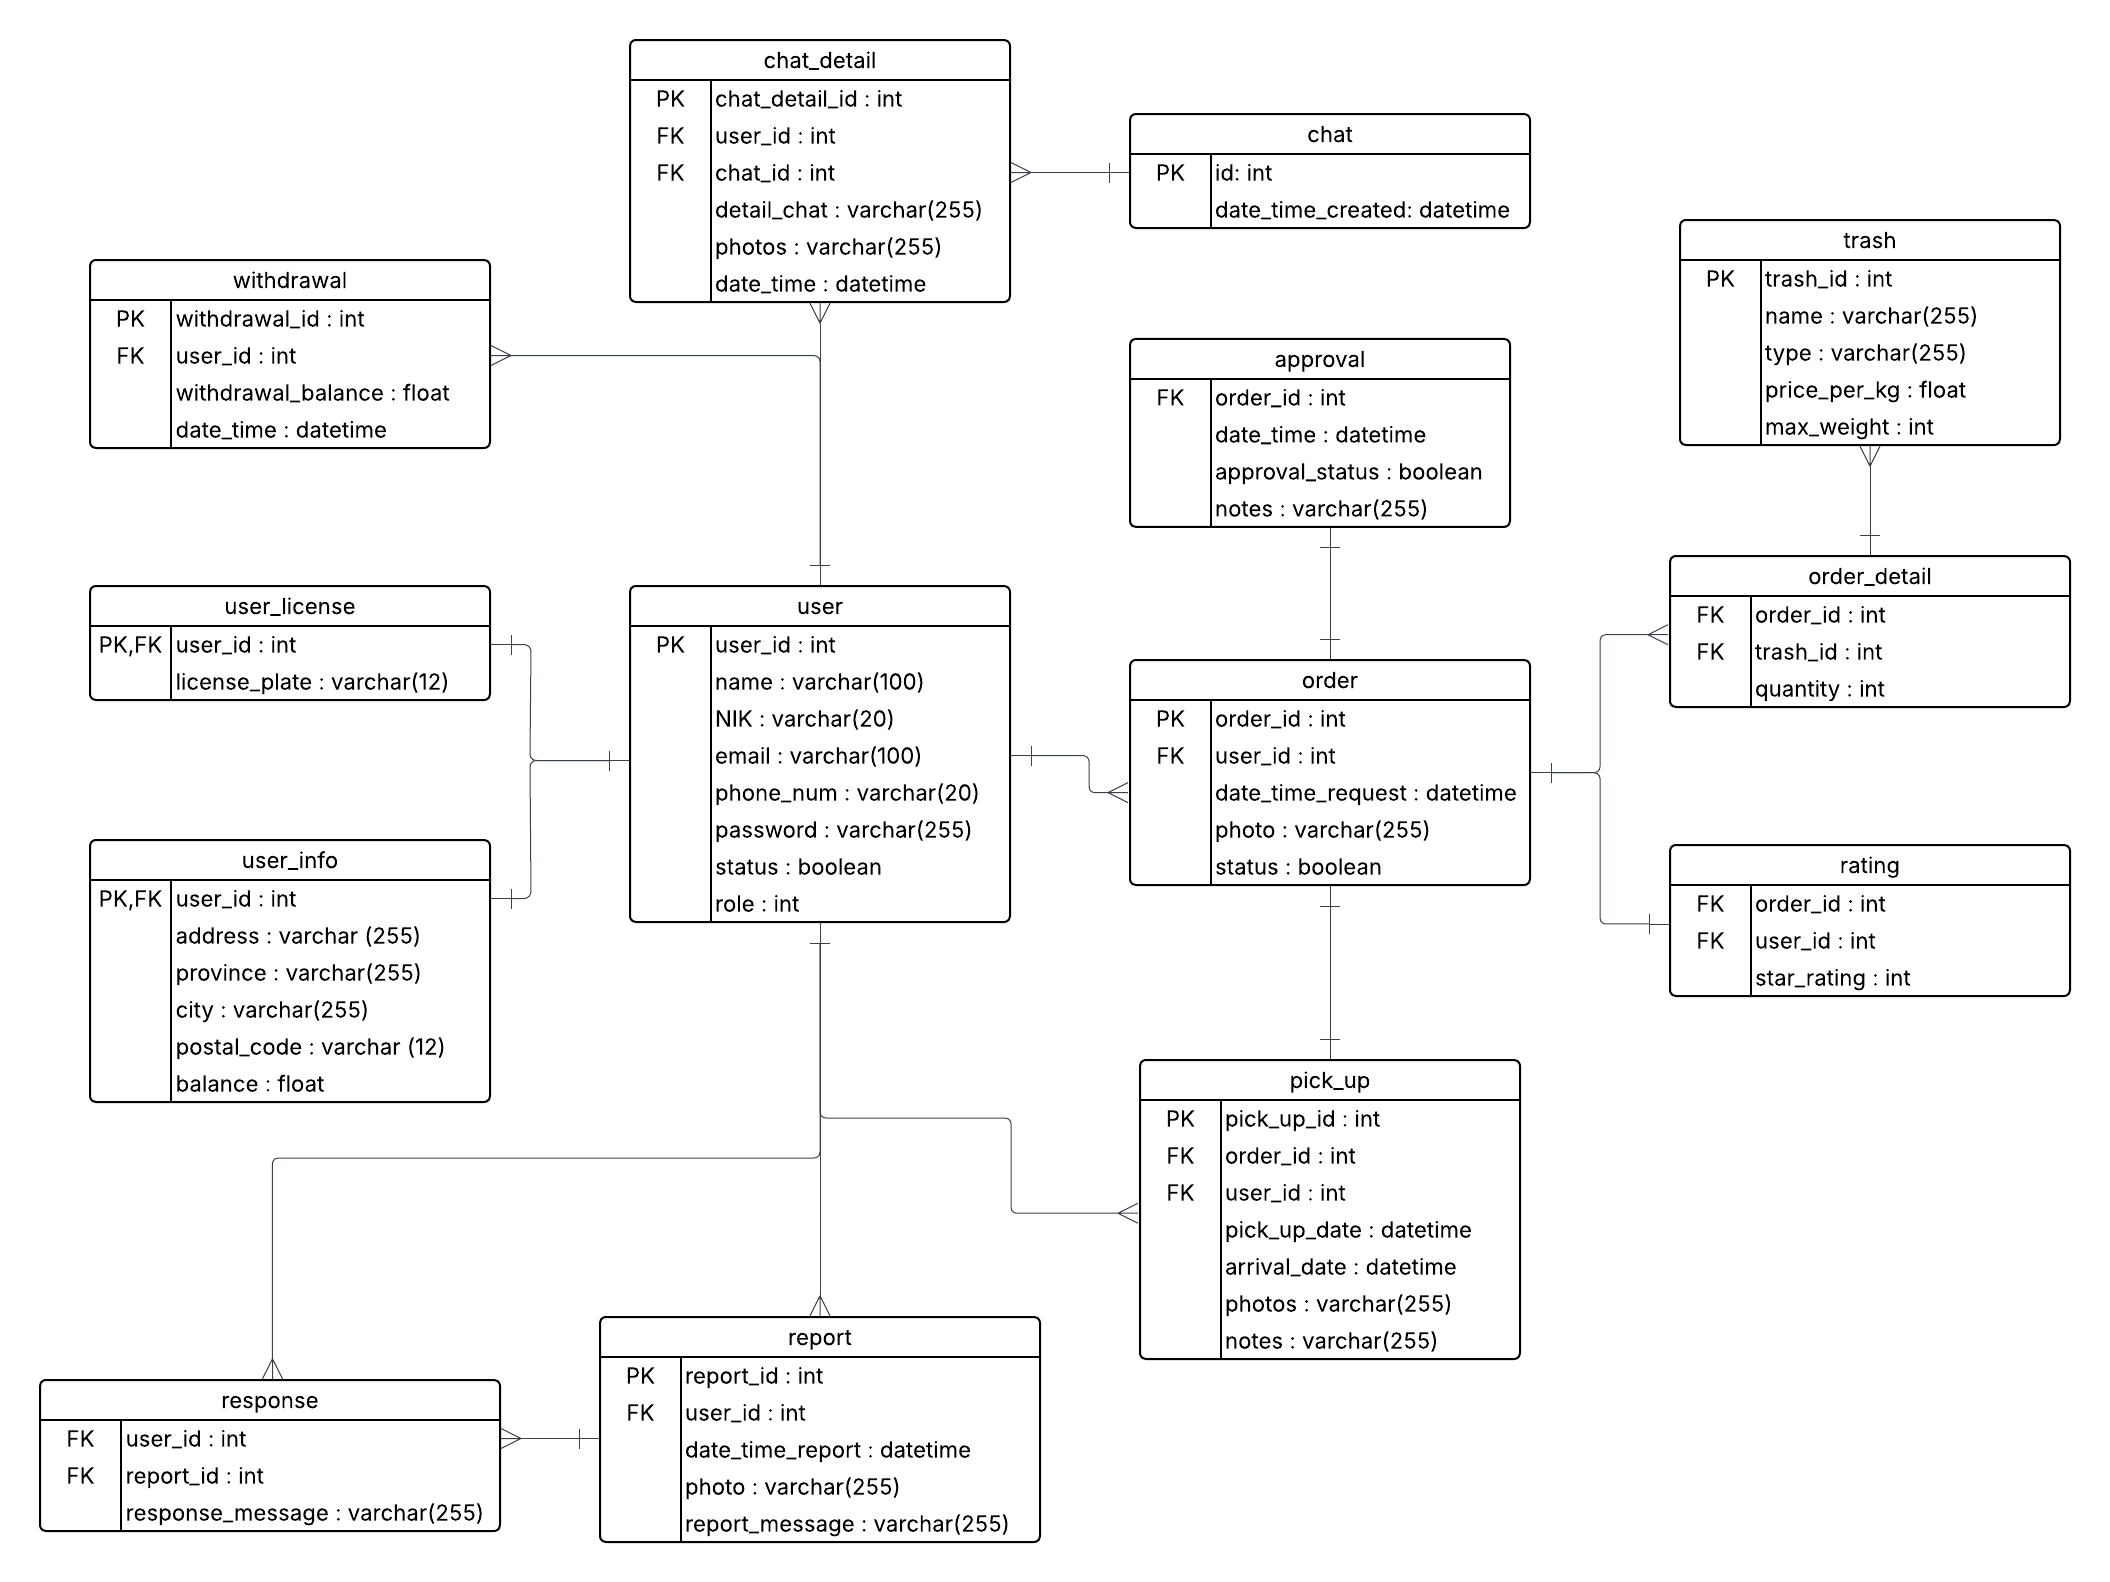 chat_detail
PK chat_detail_id : int
FK user_id : int
FK chat_id : int
detail_chat : varchar(255)
photos : varchar(255)
date_time : datetime
chat
PK id: int
date_time_created: datetime
trash
PK trash_id : int
name : varchar(255)
type : varchar(255)
price_per_kg : float
max_weight : int
withdrawal
PK withdrawal_id : int
FK user_id : int
withdrawal_balance : float
date_time : datetime
approval
FK order_id : int
date_time : datetime
approval_status : boolean
notes : varchar(255)
user_license
PK,FK user_id : int
license_plate : varchar(12)
user
PK user_id : int
name : varchar(100)
NIK : varchar(20)
email : varchar(100)
phone_num : varchar(20)
password : varchar(255)
status : boolean
role : int
order
PK order_id : int
FK user_id : int
date_time_request : datetime
photo : varchar(255)
status : boolean
order_detail
FK order_id : int
FK trash_id : int
quantity : int
user_info
PK,FK user_id : int
address : varchar (255)
province : varchar(255)
city : varchar(255)
postal_code : varchar (12)
balance : float
rating
FK order_id : int
FK user_id : int
star_rating : int
pick_up
PK pick_up_id : int
FK order_id : int
FK user_id : int
pick_up_date : datetime
arrival_date : datetime
photos : varchar(255)
notes : varchar(255)
response
FK user_id : int
FK report_id : int
response_message : varchar(255)
report
PK report_id : int
FK user_id : int
date_time_report : datetime
photo : varchar(255)
report_message : varchar(255)